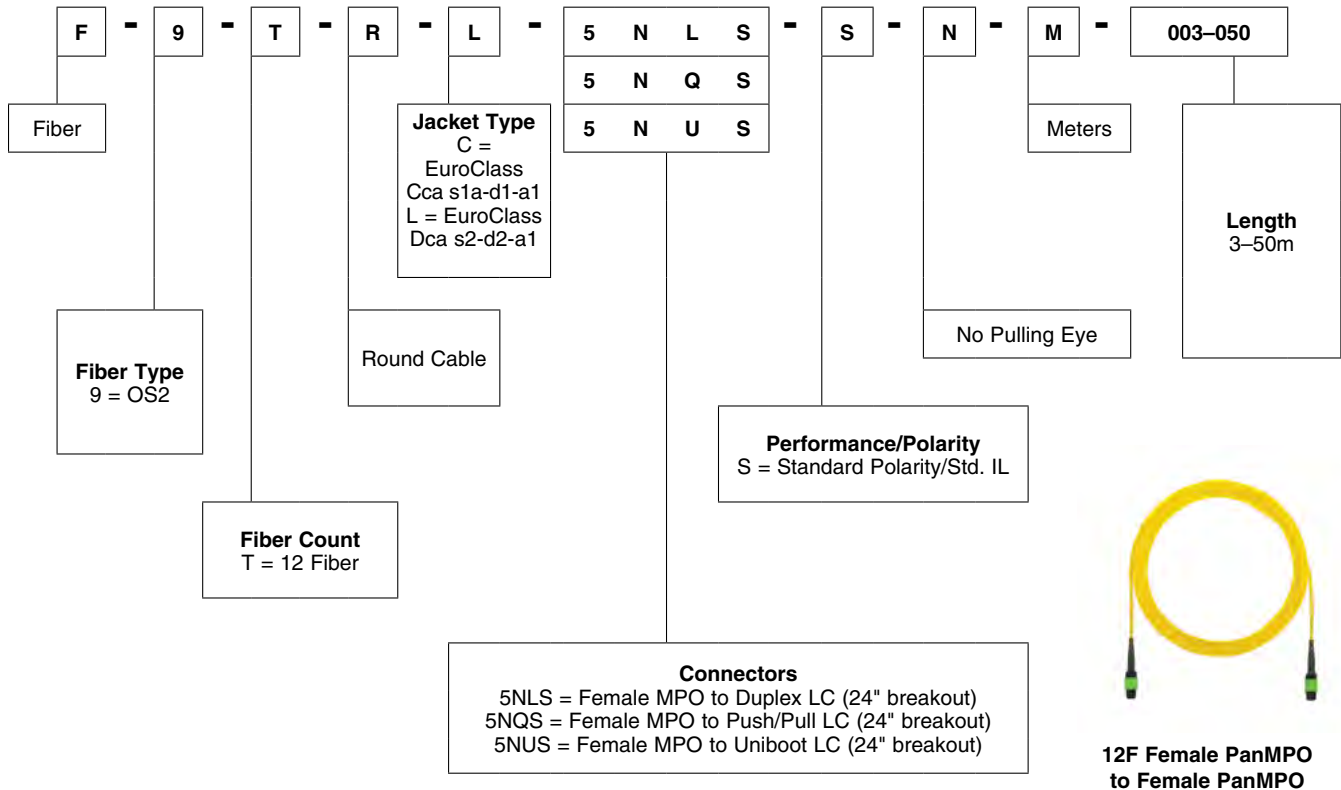 F - 9 - T - R - L - 5 N L S - S - N - M - 003–050
5 N Q S
5 N U S
Fiber
Jacket Type
C =
EuroClass
Cca s1a-d1-a1
L = EuroClass
Dca s2-d2-a1
Meters
Length
3–50m
Fiber Type
9 = OS2
Round Cable
No Pulling Eye
Performance/Polarity
S = Standard Polarity/Std. IL
Fiber Count
T = 12 Fiber
Connectors
5NLS = Female MPO to Duplex LC (24" breakout)
5NQS = Female MPO to Push/Pull LC (24" breakout)
5NUS = Female MPO to Uniboot LC (24" breakout)
12F Female PanMPO
to Female PanMPO